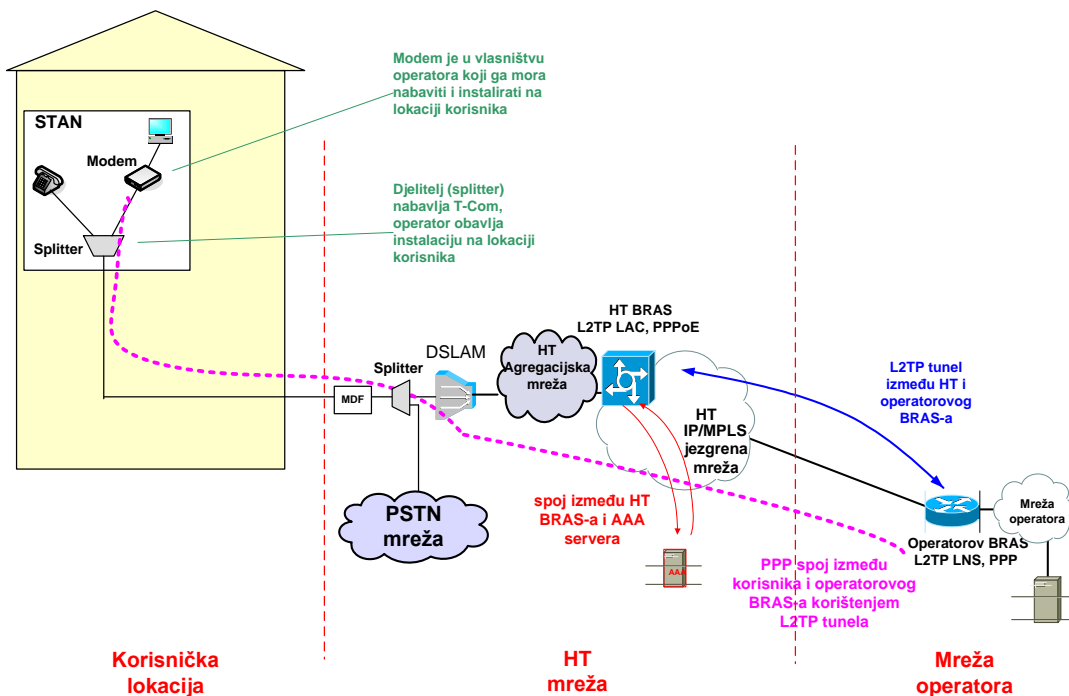 Modem je u vlasništvu
operatora koji ga mora
nabaviti i instalirati na
lokaciji korisnika
STAN
Modem
Djelitelj (splitter)
nabavlja T-Com,
operator obavlja
instalaciju na lokaciji
korisnika
Splitter
HT BRAS
L2TP LAC, PPPoE
DSLAM
Splitter
HT
Agregacijska
mreža
MDF
L2TP tunel
između HT i
operatorovog
BRAS-a
HT
IP/MPLS
jezgrena
mreža
PSTN
mreža
spoj između HT
BRAS-a i AAA
servera
AAA
Mreža
operatora
Operatorov BRAS
L2TP LNS, PPP
PPP spoj između
korisnika i operatorovog
BRAS-a korištenjem
L2TP tunela
Korisnička
lokacija
HT
mreža
Mreža
operatora